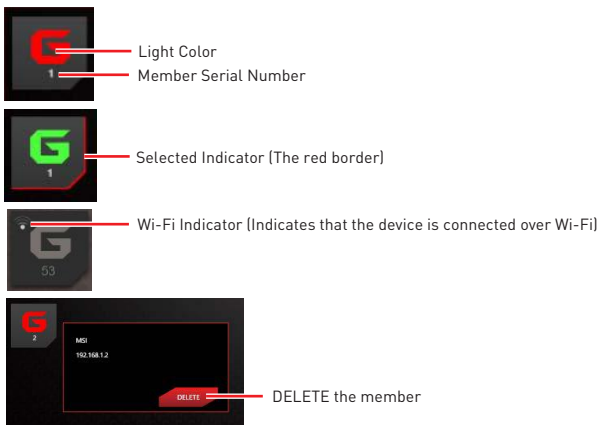 G
Light Color
1
Member Serial Number
G
Selected Indicator (The red border)
1
Wi-Fi Indicator (Indicates that the device is connected over Wi-Fi)
G
53
G
2
MSI
192.168.1.2
DELETE
DELETE the member